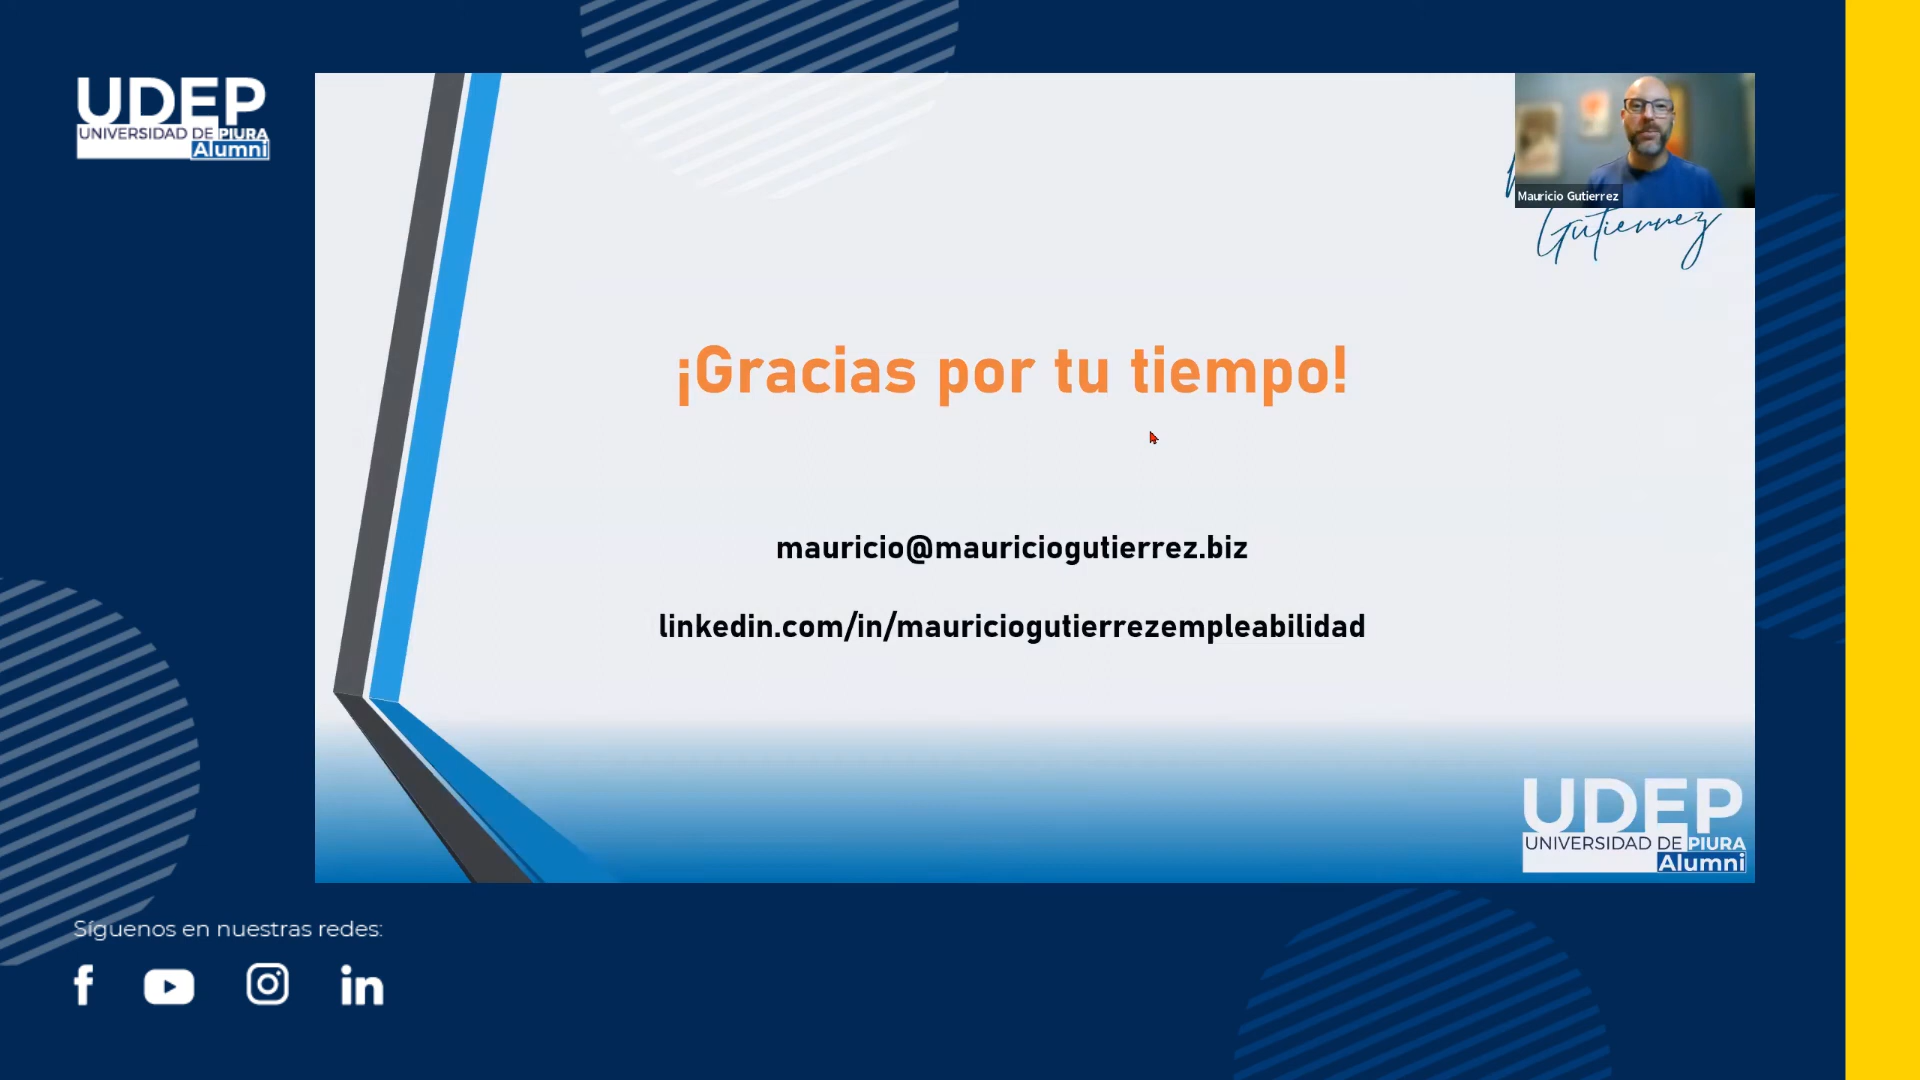 UDEP
UNIVERSIDAD DE PIURA
Alumni
Mauricio Gutierrez
Gutierrez
¡Gracias por tu tiempo!
mauricio@mauriciogutierrez.biz
linkedin.com/in/mauriciogutierrezempleabilidad
UDEP
UNIVERSIDAD DE PIURA
Alumni
Síguenos en nuestras redes: